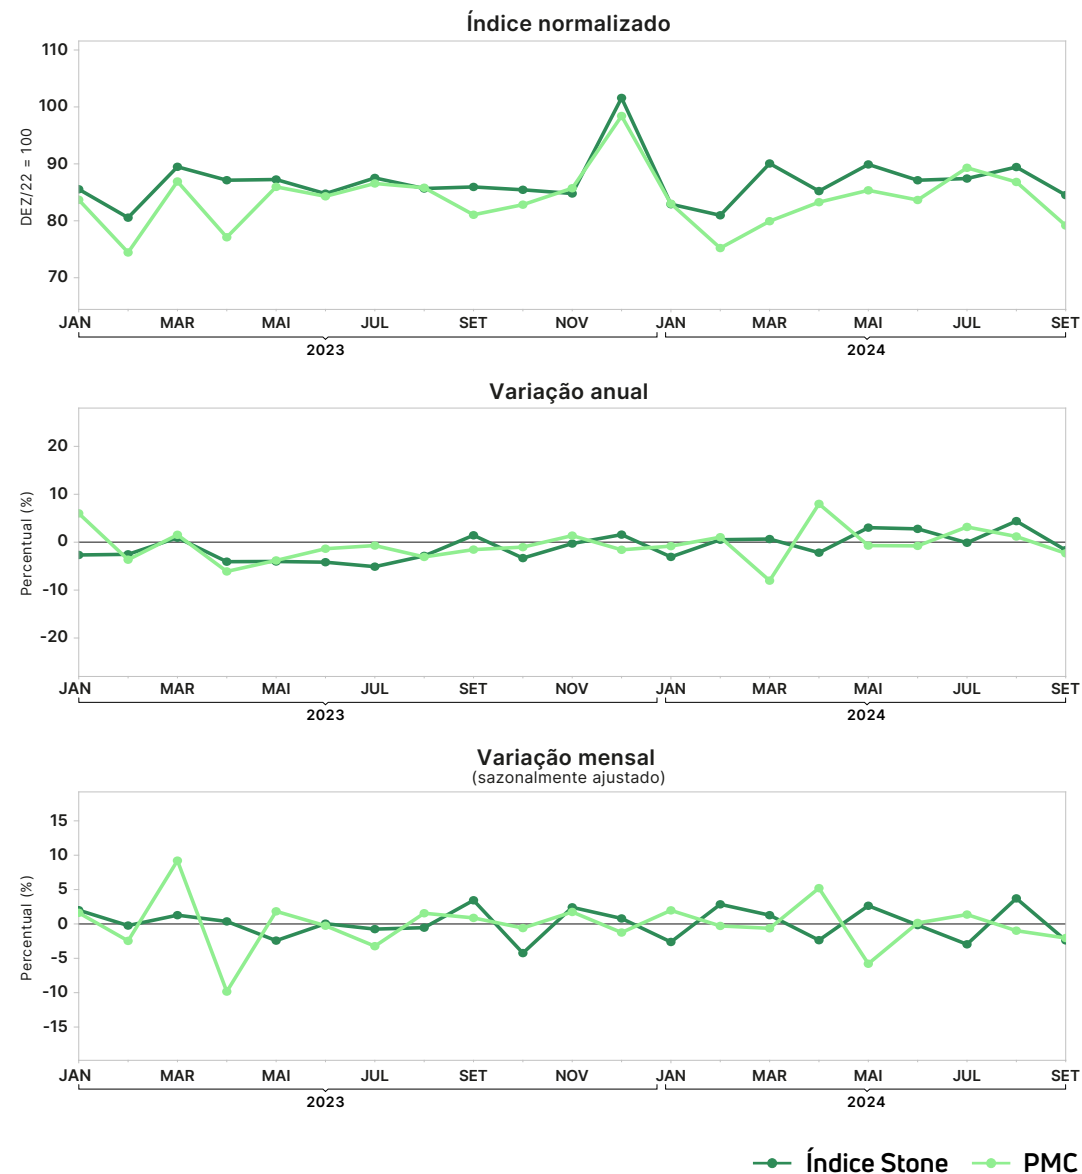 Índice normalizado
DEZ/22 = 100
110
100
90
80
70
JAN MAR MAI JUL SET NOV JAN MAR MAI JUL SET
2023 2024
Variação anual
Percentual (%)
20
10
0
-10
-20
JAN MAR MAI JUL SET NOV JAN MAR MAI JUL SET
2023 2024
Variação mensal
(sazonalmente ajustado)
Percentual (%)
15
10
5
0
-5
-10
-15
JAN MAR MAI JUL SET NOV JAN MAR MAI JUL SET
2023 2024
Índice Stone PMC